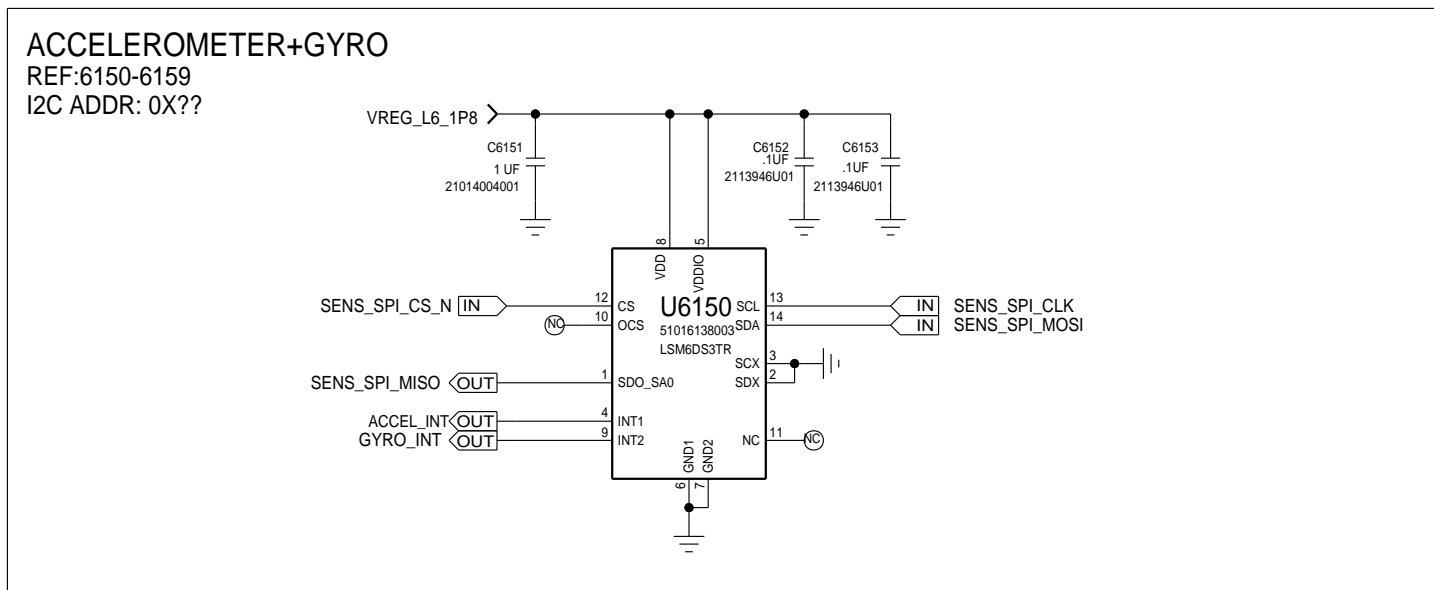 ACCELEROMETER+GYRO
REF:6150-6159
I2C ADDR: 0X??
VREG_L6_1P8
C6151
1 UF
21014004001
C6152
.1UF
2113946U01
C6153
.1UF
2113946U01
8
5
VDD
VDDIO
SENS_SPI_CS_N
IN
12
CS
U6150
SCL
13
IN
SENS_SPI_CLK
NC
10
OCS
51016138003
SDA
14
IN
SENS_SPI_MOSI
LSM6DS3TR
SCX
3
SENS_SPI_MISO
OUT
1
SDO_SA0
SDX
2
ACCEL_INT
OUT
4
INT1
GYRO_INT
OUT
9
INT2
NC
11
NC
GND1
GND2
6
7